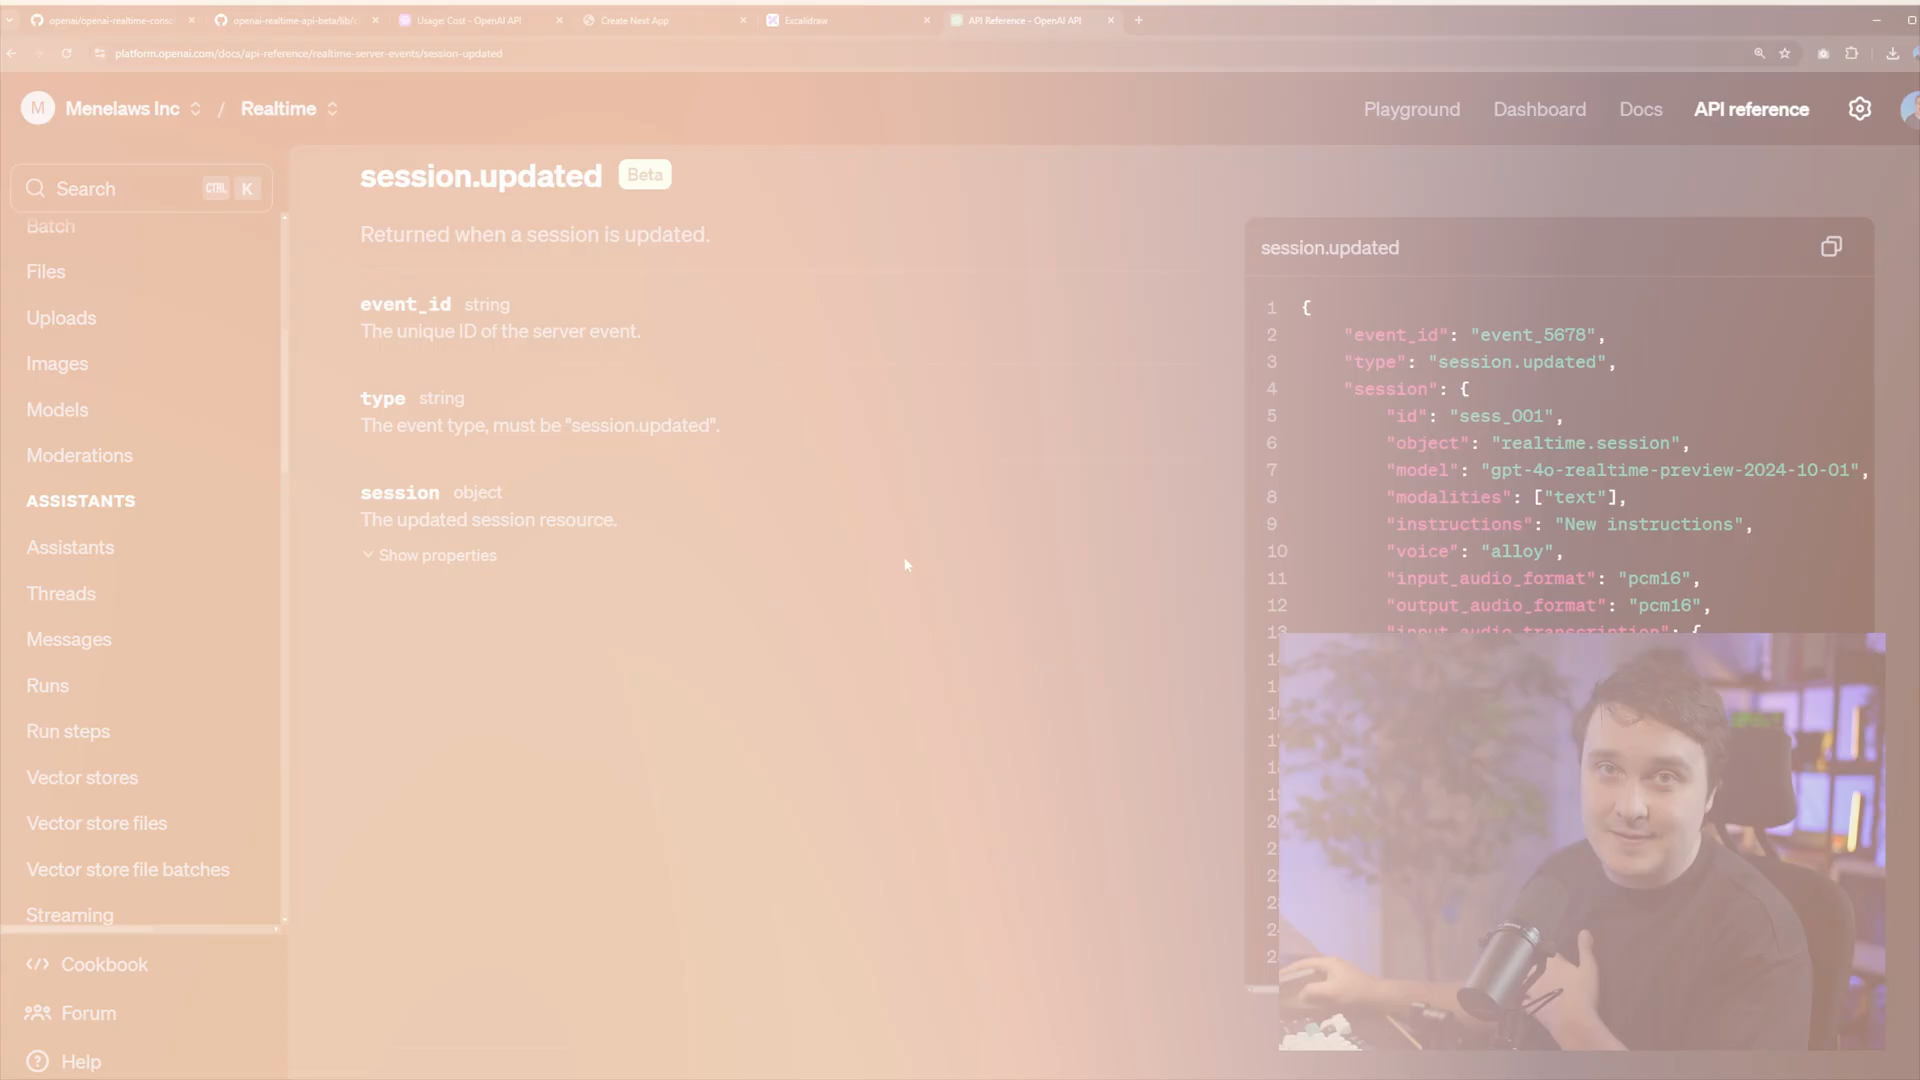 openai/openai-realtime-consol
openai-realtime-api-beta/lib/c
Usage: Cost - OpenAI API
Create Next App
Excalidraw
API Reference - OpenAI API
platform.openai.com/docs/api-reference/realtime-server-events/session-updated
M Menelaws Inc / Realtime
Playground Dashboard Docs API reference
Search CTRL K
Batch
Files
Uploads
Images
Models
Moderations
ASSISTANTS
Assistants
Threads
Messages
Runs
Run steps
Vector stores
Vector store files
Vector store file batches
Streaming
Cookbook
Forum
Help
session.updated Beta
Returned when a session is updated.
event_id string
The unique ID of the server event.
type string
The event type, must be "session.updated".
session object
The updated session resource.
Show properties
session.updated
1 {
2 "event_id": "event_5678",
3 "type": "session.updated",
4 "session": {
5 "id": "sess_001",
6 "object": "realtime.session",
7 "model": "gpt-4o-realtime-preview-2024-10-01",
8 "modalities": ["text"],
9 "instructions": "New instructions",
10 "voice": "alloy",
11 "input_audio_format": "pcm16",
12 "output_audio_format": "pcm16",
13 "input_audio_transcription": {